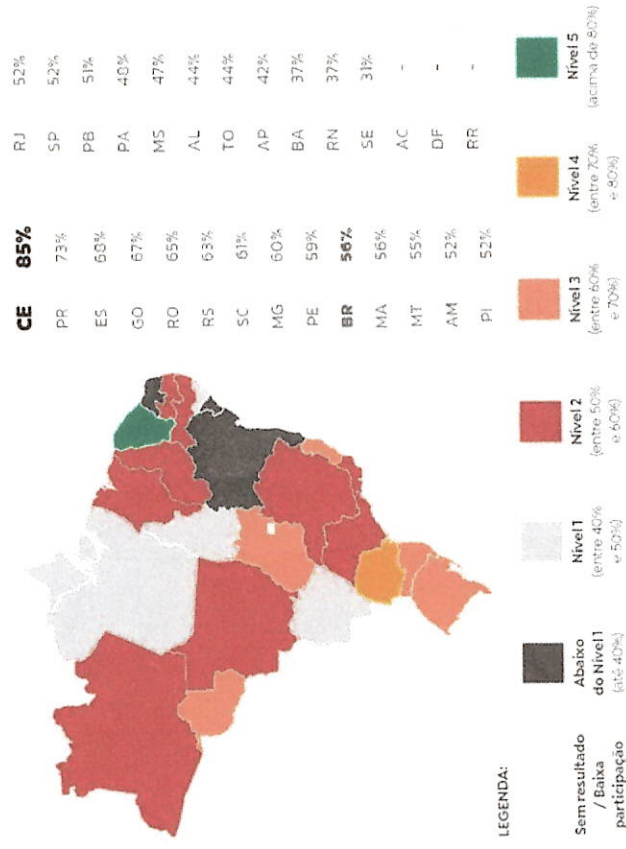 CE 85%
PR 73%
ES 68%
GO 67%
RO 65%
RS 63%
SC 61%
MG 60%
PE 59%
BR 56%
MA 56%
MT 55%
AM 52%
PI 52%
RJ 52%
SP 52%
PB 51%
PA 48%
MS 47%
AL 44%
TO 44%
AP 42%
BA 37%
RN 37%
SE 31%
AC -
DF -
RR -
LEGENDA:
Sem resultado
/ Baixa
participação
Abaixo
do Nível 1
(até 40%)
Nível 1
(entre 40%
e 50%)
Nível 2
(entre 50%
e 60%)
Nível 3
(entre 60%
e 70%)
Nível 4
(entre 70%
e 80%)
Nível 5
(acima de 80%)